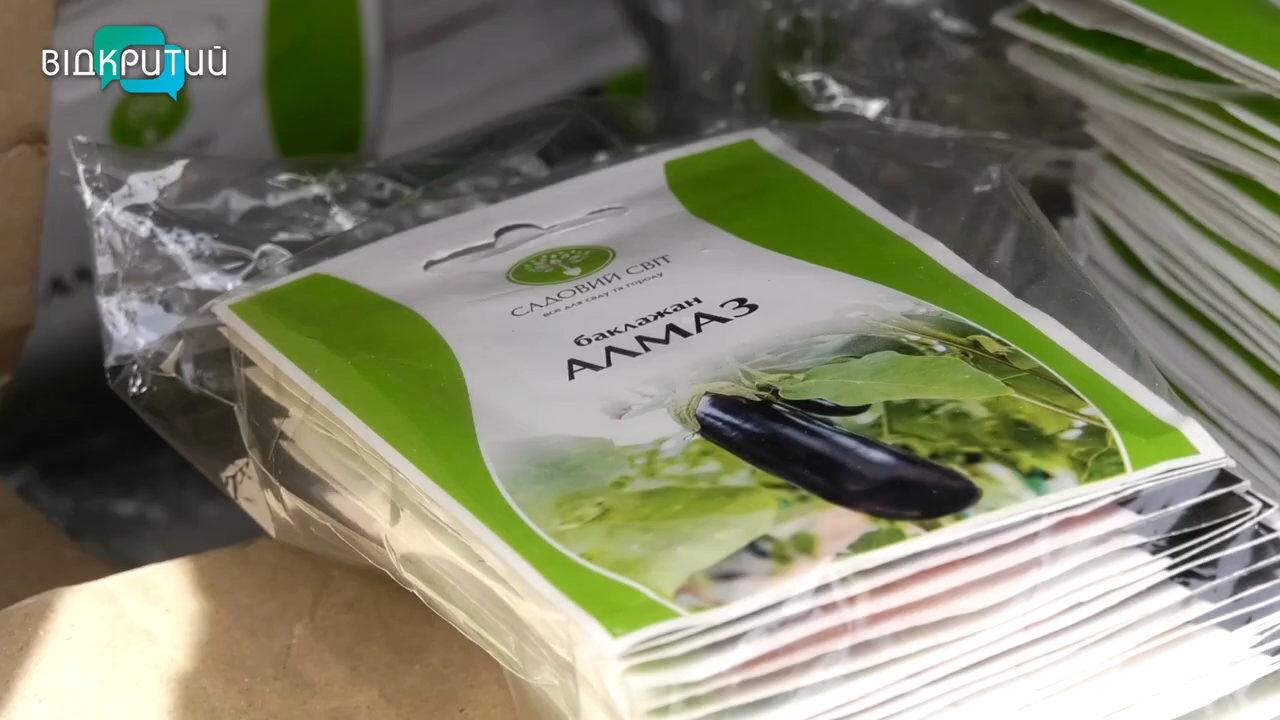 ВІДКРИТИЙ
САДОВИЙ СВІТ
все для саду та городу
баклажан
АЛМАЗ